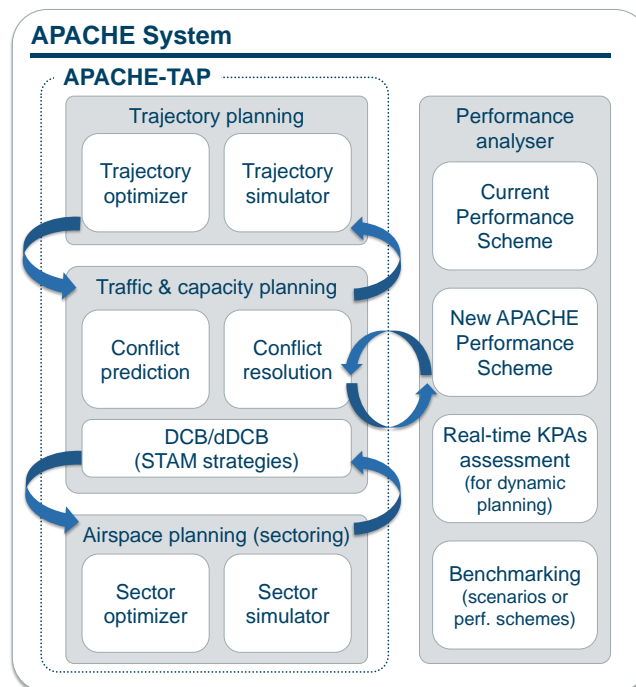 APACHE System
APACHE-TAP
Trajectory planning
Trajectory
optimizer
Trajectory
simulator
Traffic & capacity planning
Conflict
prediction
Conflict
resolution
DCB/dDCB
(STAM strategies)
Airspace planning (sectoring)
Sector
optimizer
Sector
simulator
Performance
analyser
Current
Performance
Scheme
New APACHE
Performance
Scheme
Real-time KPAs
assessment
(for dynamic
planning)
Benchmarking
(scenarios or
perf. schemes)